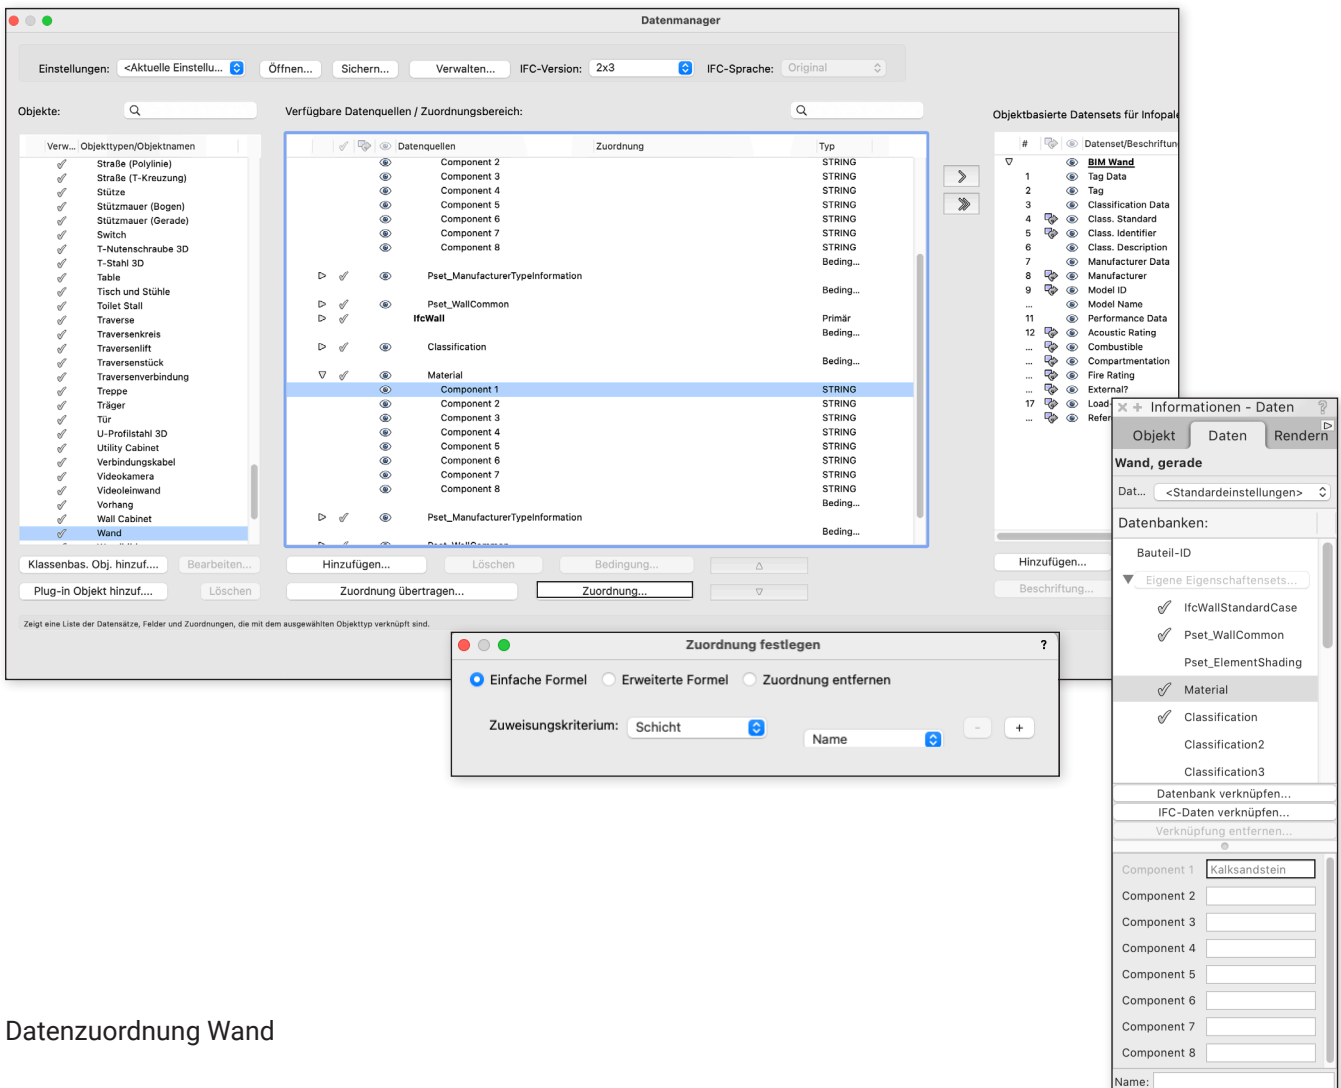 Datenmanager
Einstellungen: <Aktuelle Einstellu... Öffnen... Sichern... Verwalten... IFC-Version: 2x3 IFC-Sprache: Original
Objekte:
Verw... Objekttypen/Objektnamen
Straße (Polylinie)
Straße (T-Kreuzung)
Stütze
Stützmauer (Bogen)
Stützmauer (Gerade)
Switch
T-Nutenschraube 3D
T-Stahl 3D
Table
Tisch und Stühle
Toilet Stall
Traverse
Traversenkreis
Traversenlift
Traversenstück
Traversenverbindung
Treppe
Träger
Tür
U-Profilstahl 3D
Utility Cabinet
Verbindungskabel
Videokamera
Videoleinwand
Vorhang
Wall Cabinet
Wand
Klassenbas. Obj. hinzuf.... Bearbeiten...
Plug-in Objekt hinzuf.... Löschen
Verfügbare Datenquellen / Zuordnungsbereich:
Datenquellen Zuordnung Typ
Component 2 STRING
Component 3 STRING
Component 4 STRING
Component 5 STRING
Component 6 STRING
Component 7 STRING
Component 8 STRING
Beding...
Pset_ManufacturerTypeInformation
Beding...
Pset_WallCommon
IfcWall Primär
Beding...
Classification
Beding...
Material
Component 1 STRING
Component 2 STRING
Component 3 STRING
Component 4 STRING
Component 5 STRING
Component 6 STRING
Component 7 STRING
Component 8 STRING
Beding...
Pset_ManufacturerTypeInformation
Beding...
Pset_WallCommon
Hinzufügen... Löschen Bedingung...
Zuordnung übertragen... Zuordnung...
Objektbasierte Datensets für Infopale
# Datenset/Beschriftun
BIM Wand
1 Tag Data
2 Tag
3 Classification Data
4 Class. Standard
5 Class. Identifier
6 Class. Description
7 Manufacturer Data
8 Manufacturer
9 Model ID
... Model Name
11 Performance Data
12 Acoustic Rating
... Combustible
... Compartmentation
... Fire Rating
... External?
17 Load-
... Refer
Hinzufügen...
Beschriftung...
Zeigt eine Liste der Datensätze, Felder und Zuordnungen, die mit dem ausgewählten Objekttyp verknüpft sind.
Zuordnung festlegen ?
Einfache Formel Erweiterte Formel Zuordnung entfernen
Zuweisungskriterium: Schicht Name - +
Informationen - Daten ?
Objekt Daten Rendern
Wand, gerade
Dat... <Standardeinstellungen>
Datenbanken:
Bauteil-ID
Eigene Eigenschaftensets...
IfcWallStandardCase
Pset_WallCommon
Pset_ElementShading
Material
Classification
Classification2
Classification3
Datenbank verknüpfen...
IFC-Daten verknüpfen...
Verknüpfung entfernen...
Component 1 Kalksandstein
Component 2
Component 3
Component 4
Component 5
Component 6
Component 7
Component 8
Name:
Datenzuordnung Wand